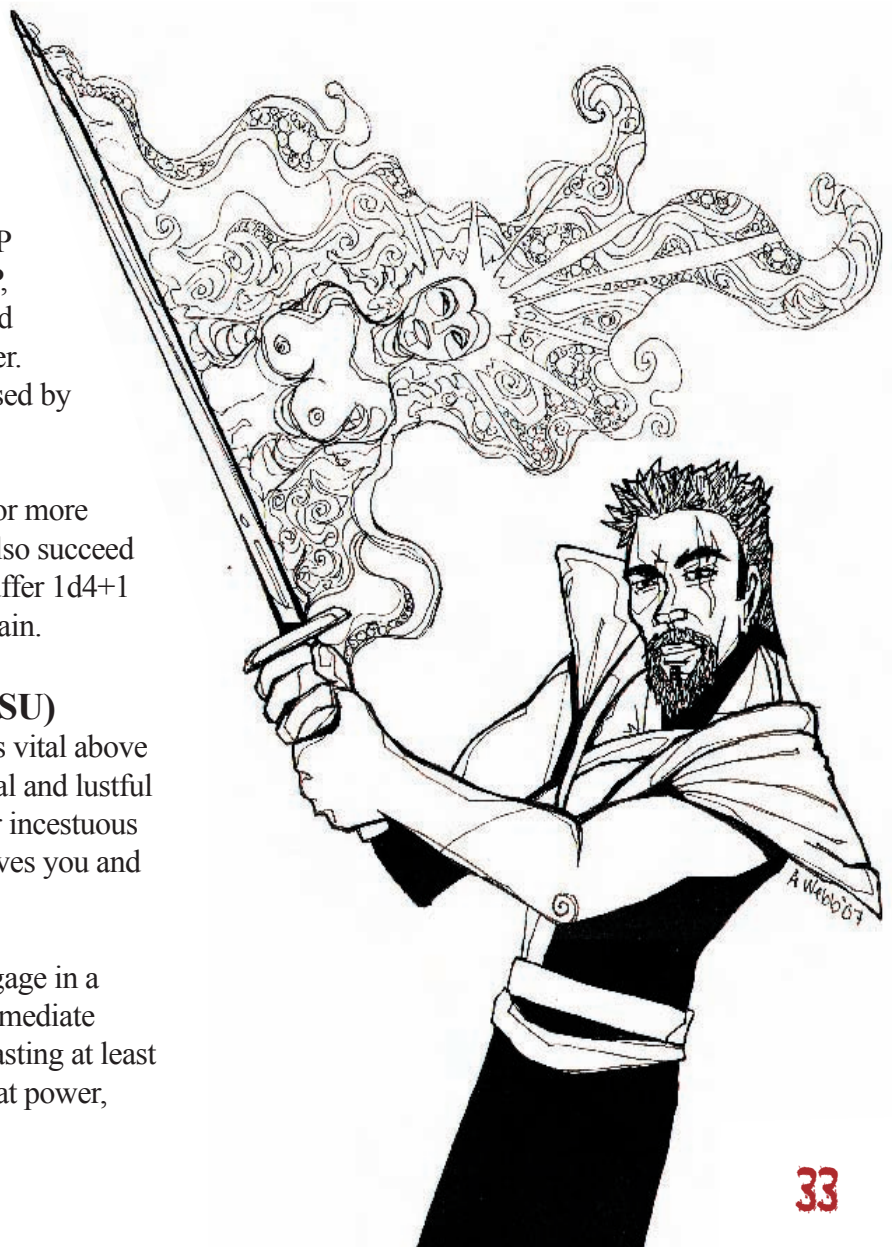 P
P,
d
er.
sed by
or more
lso succeed
ffer 1d4+1
ain.
SU)
s vital above
al and lustful
r incestuous
ves you and
gage in a
mediate
asting at least
at power,
A Webb'07
33